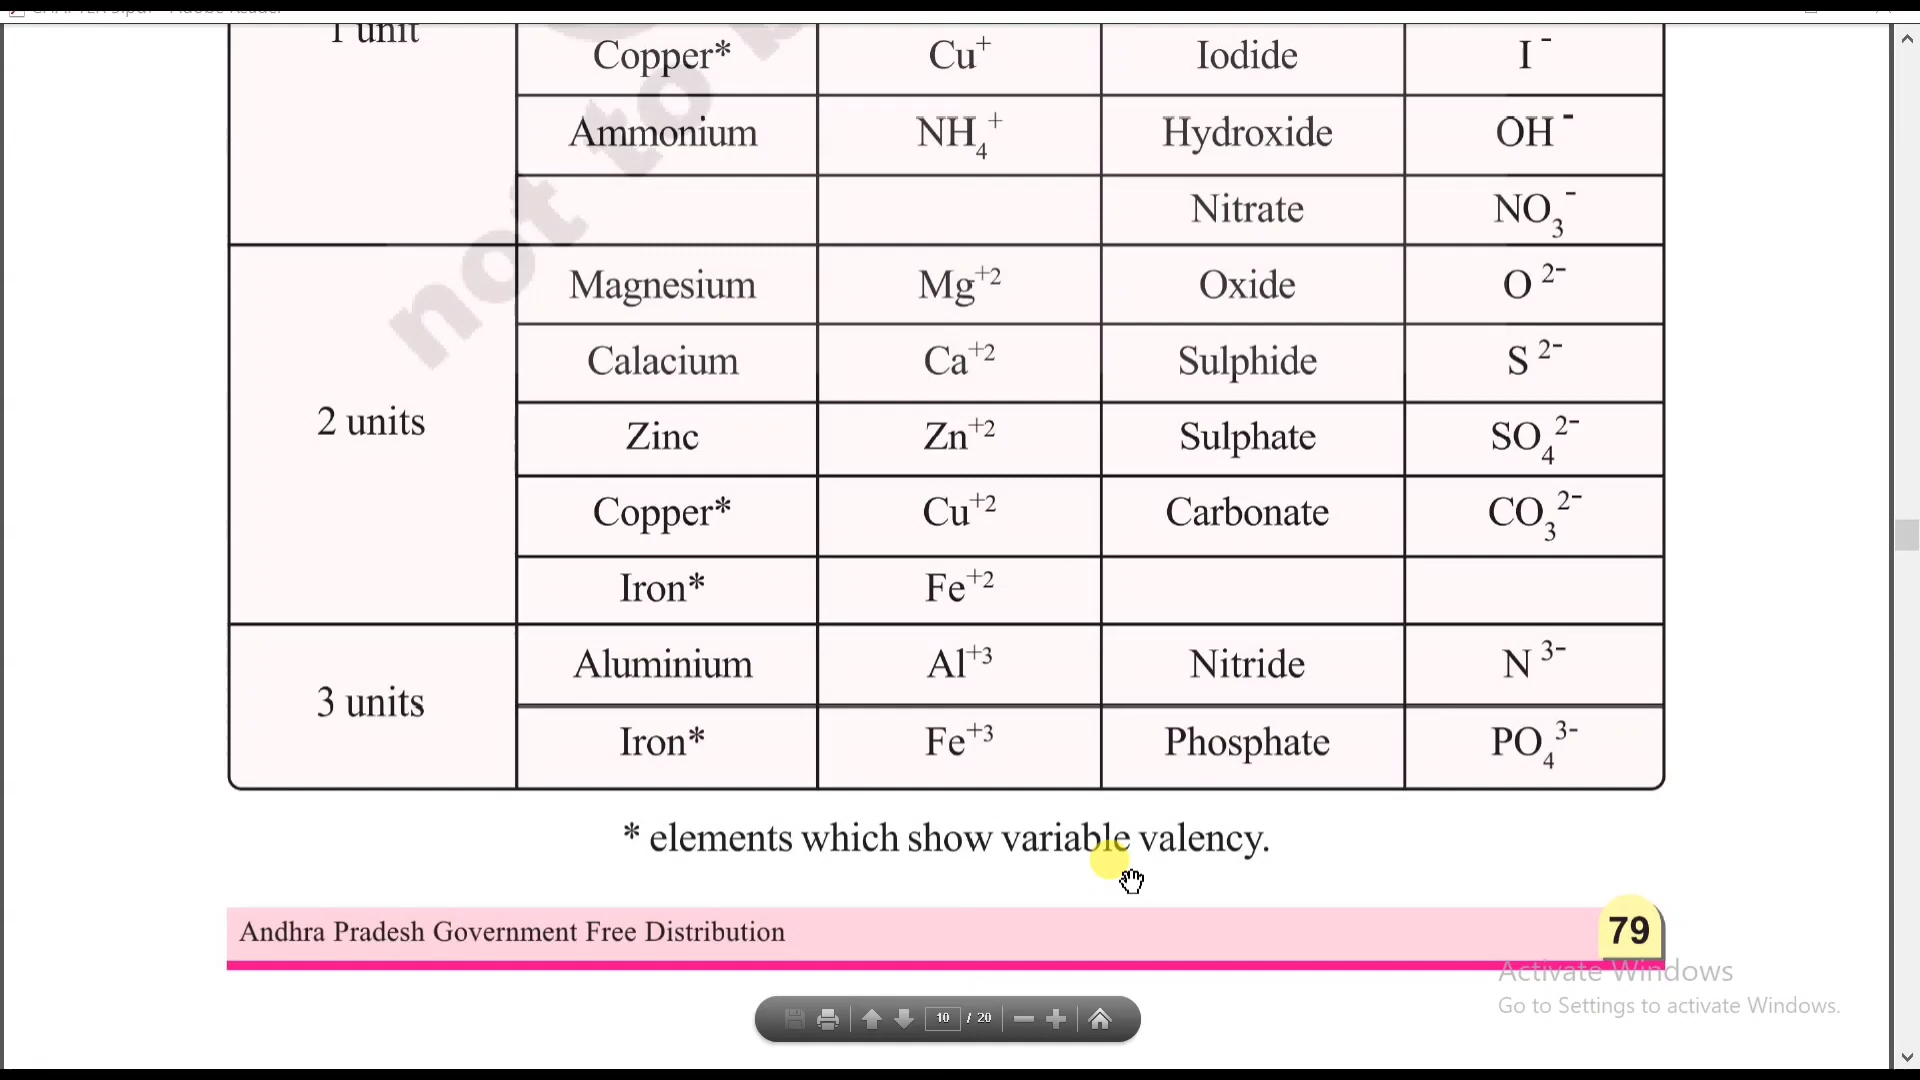 1 unit
Copper* Cu⁺ Iodide I⁻
Ammonium NH₄⁺ Hydroxide OH⁻
Nitrate NO₃⁻
2 units
Magnesium Mg⁺² Oxide O²⁻
Calacium Ca⁺² Sulphide S²⁻
Zinc Zn⁺² Sulphate SO₄²⁻
Copper* Cu⁺² Carbonate CO₃²⁻
Iron* Fe⁺²
3 units
Aluminium Al⁺³ Nitride N³⁻
Iron* Fe⁺³ Phosphate PO₄³⁻
not to b
* elements which show variable valency.
Andhra Pradesh Government Free Distribution 79
Activate Windows
Go to Settings to activate Windows.
10 / 20